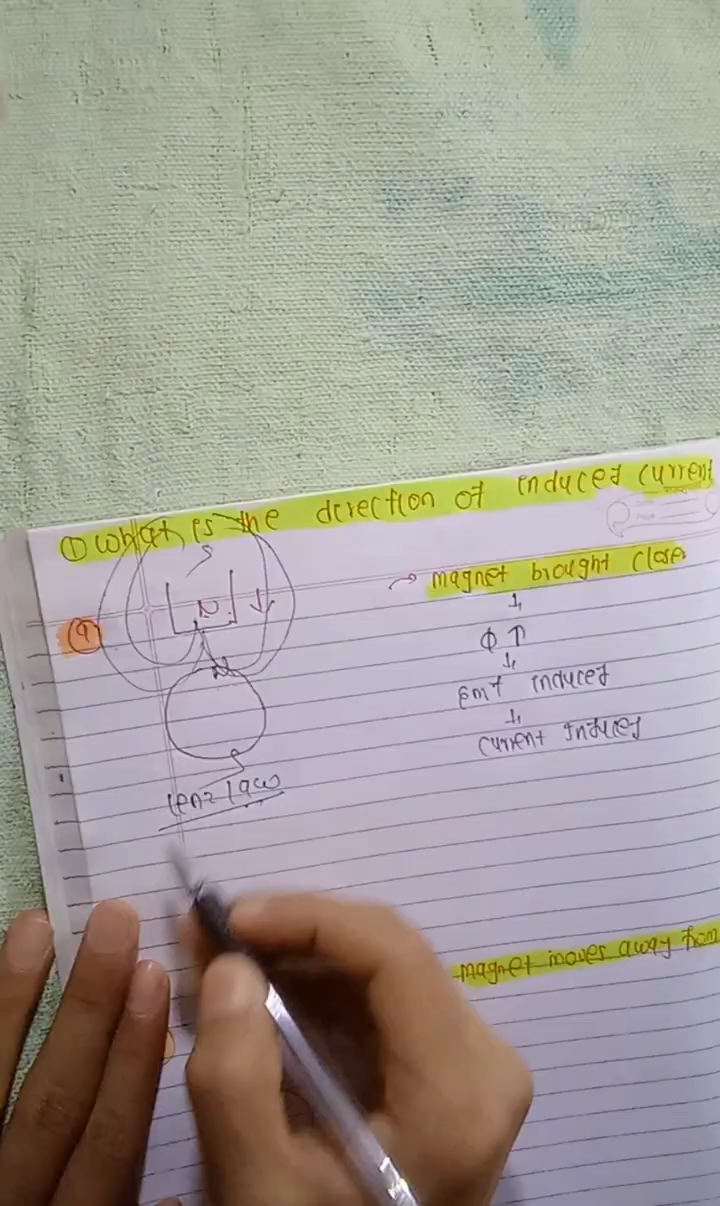 ① What is the direction of induced current
S
→ magnet brought close
(a)
N ↓
↓
ϕ ↑
N
↓
Emf induced
↓
current induced
lenz law
magnet moves away from